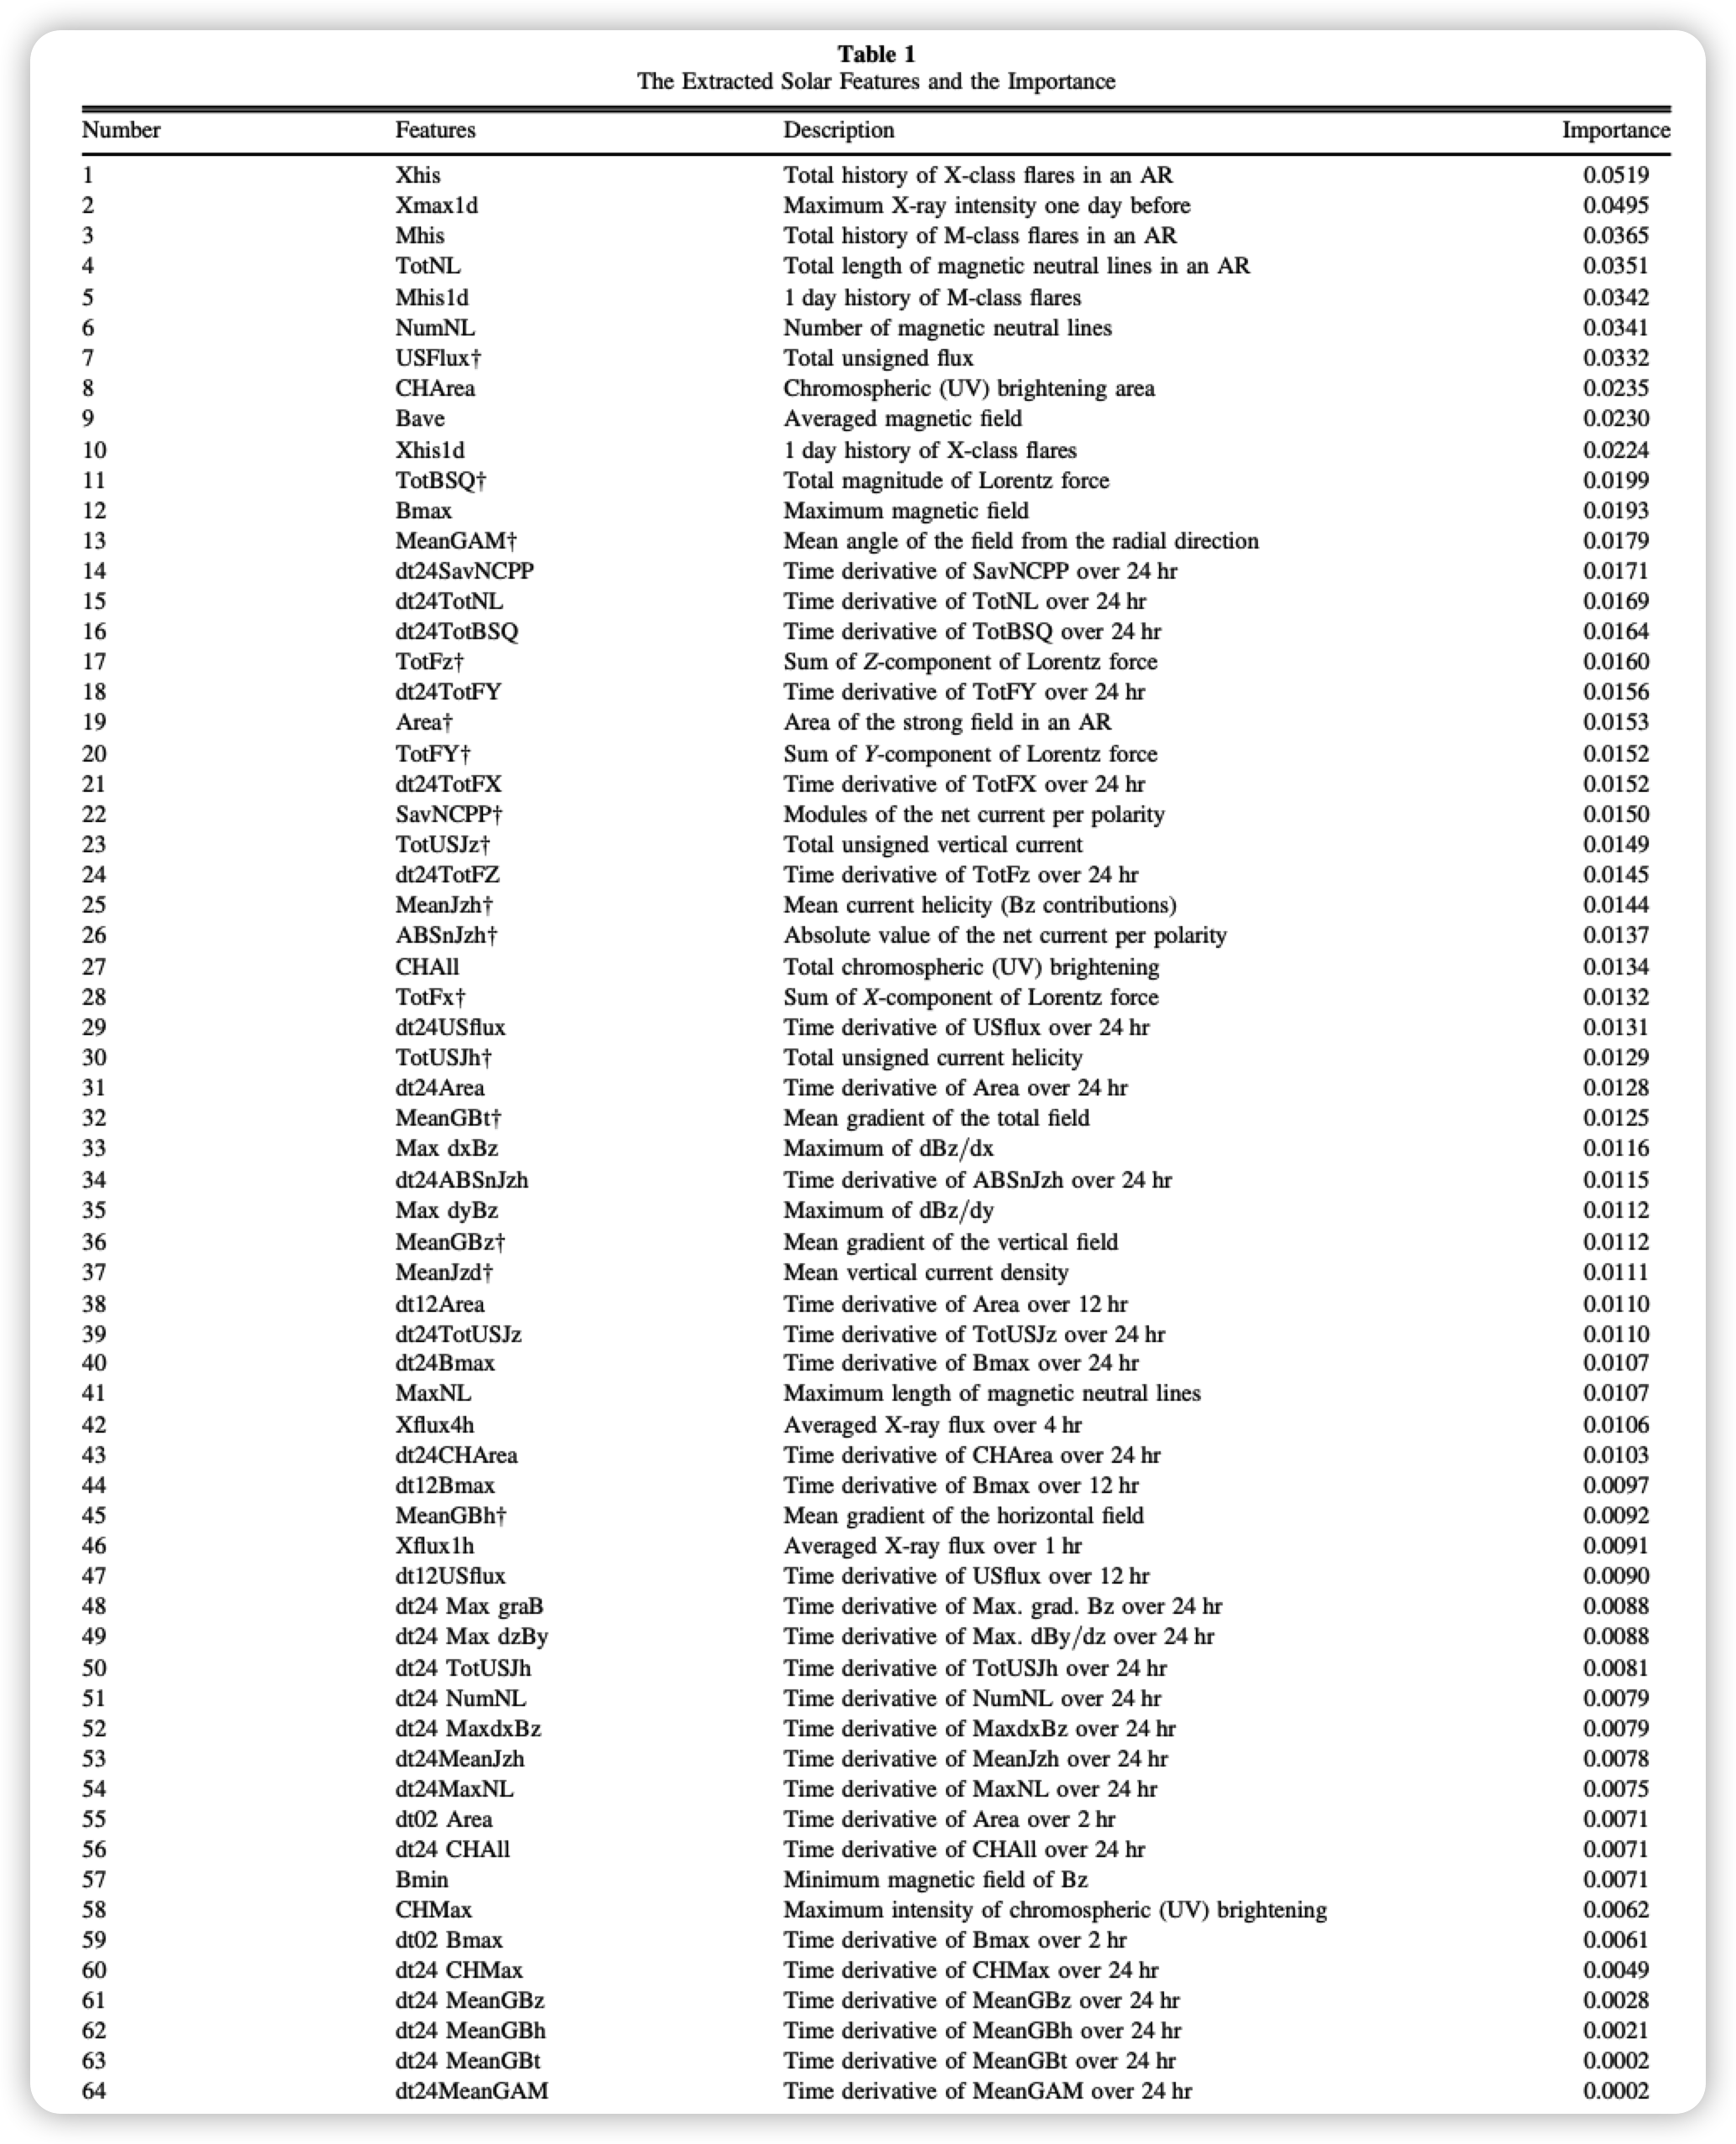 Table 1
The Extracted Solar Features and the Importance
Number Features Description Importance
1 Xhis Total history of X-class flares in an AR 0.0519
2 Xmax1d Maximum X-ray intensity one day before 0.0495
3 Mhis Total history of M-class flares in an AR 0.0365
4 TotNL Total length of magnetic neutral lines in an AR 0.0351
5 Mhis1d 1 day history of M-class flares 0.0342
6 NumNL Number of magnetic neutral lines 0.0341
7 USFlux† Total unsigned flux 0.0332
8 CHArea Chromospheric (UV) brightening area 0.0235
9 Bave Averaged magnetic field 0.0230
10 Xhis1d 1 day history of X-class flares 0.0224
11 TotBSQ† Total magnitude of Lorentz force 0.0199
12 Bmax Maximum magnetic field 0.0193
13 MeanGAM† Mean angle of the field from the radial direction 0.0179
14 dt24SavNCPP Time derivative of SavNCPP over 24 hr 0.0171
15 dt24TotNL Time derivative of TotNL over 24 hr 0.0169
16 dt24TotBSQ Time derivative of TotBSQ over 24 hr 0.0164
17 TotFz† Sum of Z-component of Lorentz force 0.0160
18 dt24TotFY Time derivative of TotFY over 24 hr 0.0156
19 Area† Area of the strong field in an AR 0.0153
20 TotFY† Sum of Y-component of Lorentz force 0.0152
21 dt24TotFX Time derivative of TotFX over 24 hr 0.0152
22 SavNCPP† Modules of the net current per polarity 0.0150
23 TotUSJz† Total unsigned vertical current 0.0149
24 dt24TotFZ Time derivative of TotFz over 24 hr 0.0145
25 MeanJzh† Mean current helicity (Bz contributions) 0.0144
26 ABSnJzh† Absolute value of the net current per polarity 0.0137
27 CHAll Total chromospheric (UV) brightening 0.0134
28 TotFx† Sum of X-component of Lorentz force 0.0132
29 dt24USflux Time derivative of USflux over 24 hr 0.0131
30 TotUSJh† Total unsigned current helicity 0.0129
31 dt24Area Time derivative of Area over 24 hr 0.0128
32 MeanGBt† Mean gradient of the total field 0.0125
33 Max dxBz Maximum of dBz/dx 0.0116
34 dt24ABSnJzh Time derivative of ABSnJzh over 24 hr 0.0115
35 Max dyBz Maximum of dBz/dy 0.0112
36 MeanGBz† Mean gradient of the vertical field 0.0112
37 MeanJzd† Mean vertical current density 0.0111
38 dt12Area Time derivative of Area over 12 hr 0.0110
39 dt24TotUSJz Time derivative of TotUSJz over 24 hr 0.0110
40 dt24Bmax Time derivative of Bmax over 24 hr 0.0107
41 MaxNL Maximum length of magnetic neutral lines 0.0107
42 Xflux4h Averaged X-ray flux over 4 hr 0.0106
43 dt24CHArea Time derivative of CHArea over 24 hr 0.0103
44 dt12Bmax Time derivative of Bmax over 12 hr 0.0097
45 MeanGBh† Mean gradient of the horizontal field 0.0092
46 Xflux1h Averaged X-ray flux over 1 hr 0.0091
47 dt12USflux Time derivative of USflux over 12 hr 0.0090
48 dt24 Max graB Time derivative of Max. grad. Bz over 24 hr 0.0088
49 dt24 Max dzBy Time derivative of Max. dBy/dz over 24 hr 0.0088
50 dt24 TotUSJh Time derivative of TotUSJh over 24 hr 0.0081
51 dt24 NumNL Time derivative of NumNL over 24 hr 0.0079
52 dt24 MaxdxBz Time derivative of MaxdxBz over 24 hr 0.0079
53 dt24MeanJzh Time derivative of MeanJzh over 24 hr 0.0078
54 dt24MaxNL Time derivative of MaxNL over 24 hr 0.0075
55 dt02 Area Time derivative of Area over 2 hr 0.0071
56 dt24 CHAll Time derivative of CHAll over 24 hr 0.0071
57 Bmin Minimum magnetic field of Bz 0.0071
58 CHMax Maximum intensity of chromospheric (UV) brightening 0.0062
59 dt02 Bmax Time derivative of Bmax over 2 hr 0.0061
60 dt24 CHMax Time derivative of CHMax over 24 hr 0.0049
61 dt24 MeanGBz Time derivative of MeanGBz over 24 hr 0.0028
62 dt24 MeanGBh Time derivative of MeanGBh over 24 hr 0.0021
63 dt24 MeanGBt Time derivative of MeanGBt over 24 hr 0.0002
64 dt24MeanGAM Time derivative of MeanGAM over 24 hr 0.0002